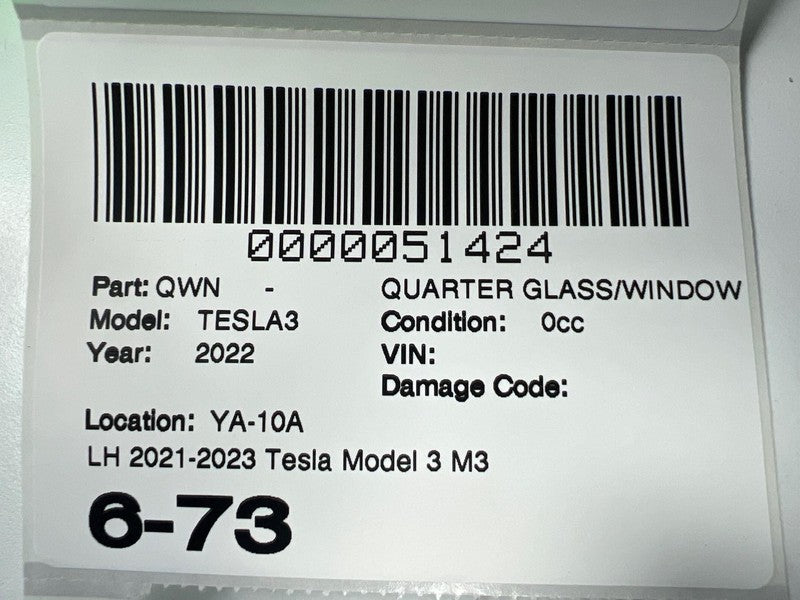 0000051424
Part: QWN - QUARTER GLASS/WINDOW
Model: TESLA3 Condition: 0cc
Year: 2022 VIN:
Damage Code:
Location: YA-10A
LH 2021-2023 Tesla Model 3 M3
6-73